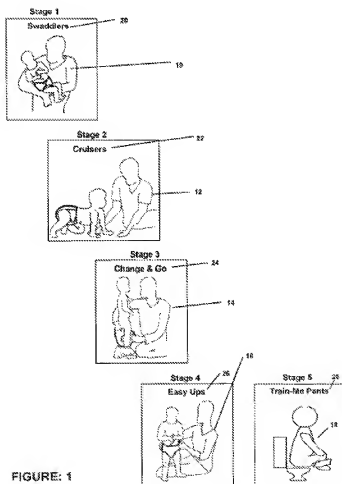 Stage 1
Swaddlers
20
10
Stage 2
Cruisers
22
12
Stage 3
Change & Go
24
14
Stage 4
Easy Ups
26
16
Stage 5
Train-Me Pants
28
18
FIGURE: 1